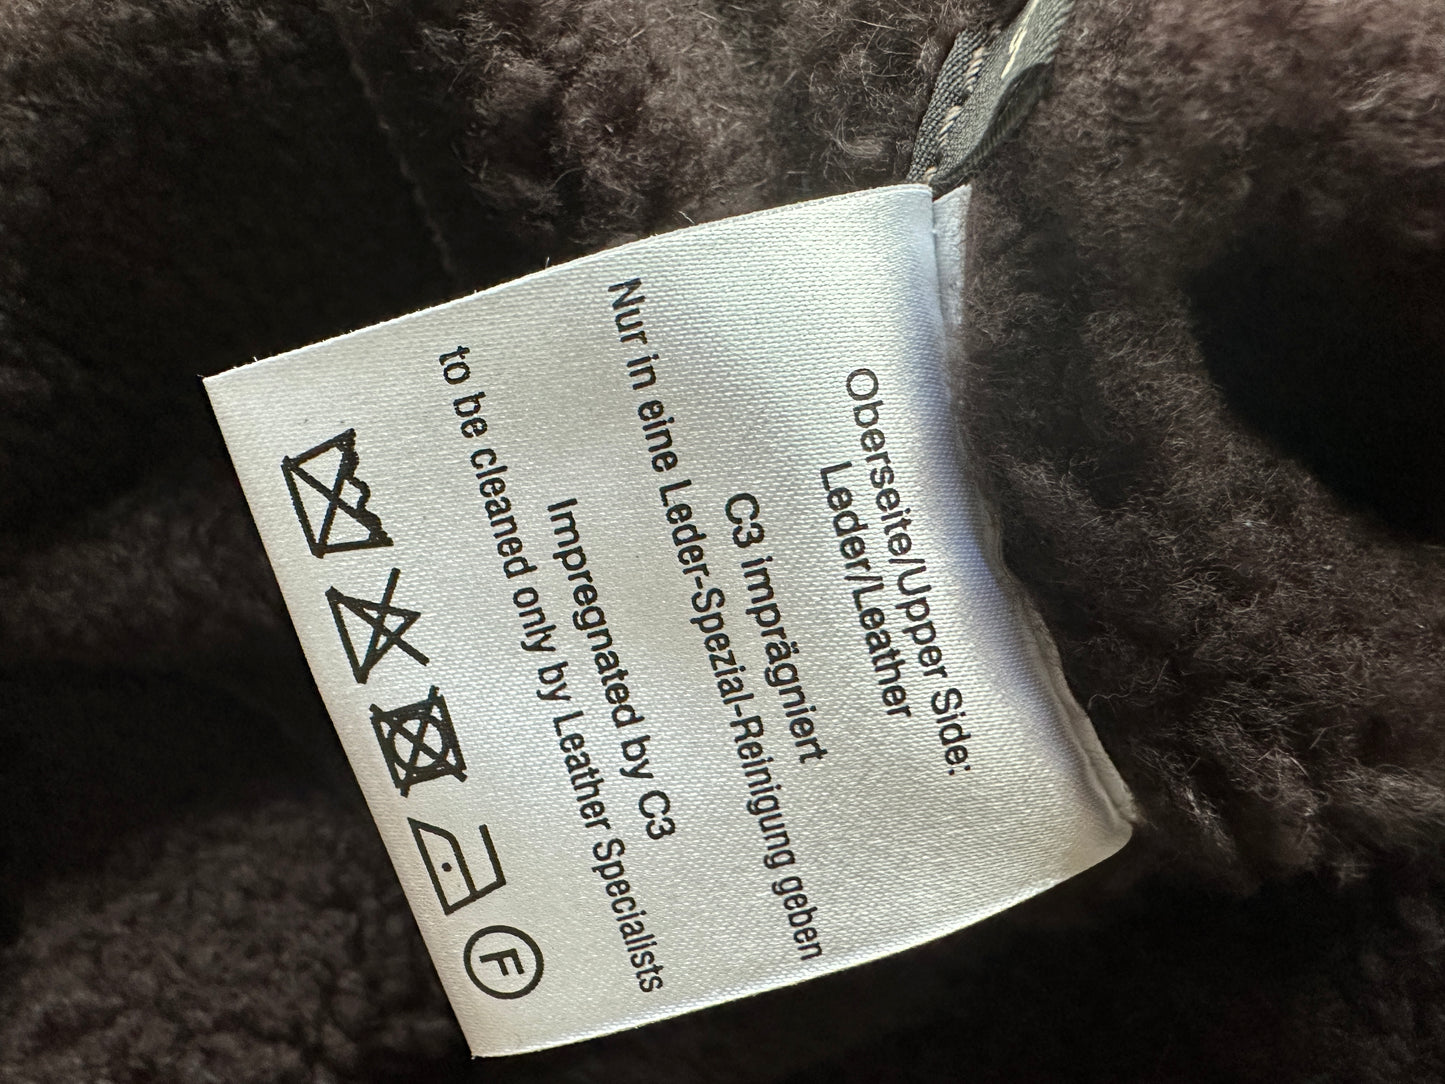 Oberseite/Upper Side:
Leder/Leather
C3 imprägniert
Nur in eine Leder-Spezial-Reinigung geben
Impregnated by C3
to be cleaned only by Leather Specialists
F